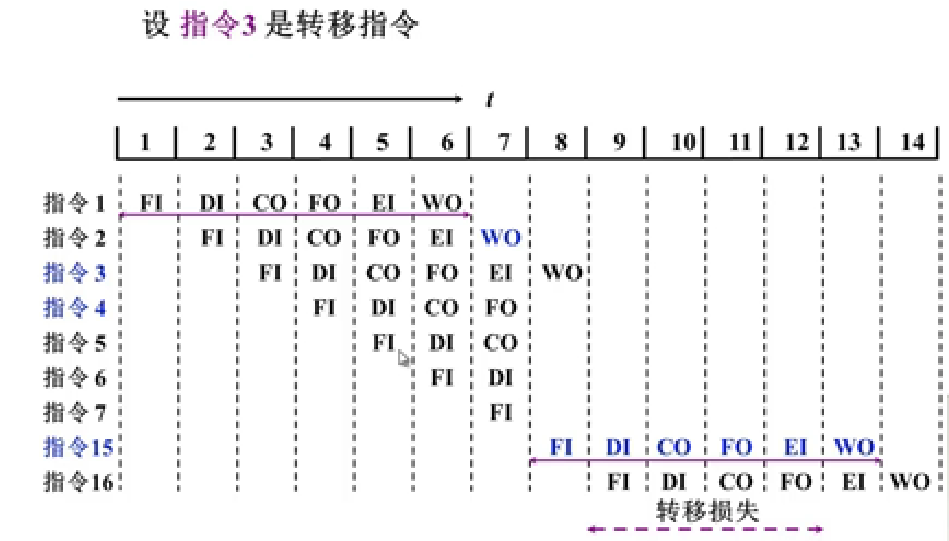 设 指令3 是转移指令
t
1 2 3 4 5 6 7 8 9 10 11 12 13 14
指令 1 FI DI CO FO EI WO
指令 2 FI DI CO FO EI WO
指令 3 FI DI CO FO EI WO
指令 4 FI DI CO FO
指令 5 FI DI CO
指令 6 FI DI
指令 7 FI
指令15 FI DI CO FO EI WO
指令16 FI DI CO FO EI WO
转移损失